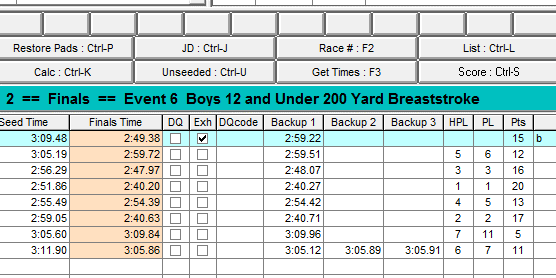 Restore Pads : Ctrl-P JD : Ctrl-J Race # : F2 List : Ctrl-L
Calc : Ctrl-K Unseeded : Ctrl-U Get Times : F3 Score : Ctrl-S
2 == Finals == Event 6 Boys 12 and Under 200 Yard Breaststroke
Seed Time Finals Time DQ Exh DQcode Backup 1 Backup 2 Backup 3 HPL PL Pts
3:09.48 2:49.38 2:59.22 15 b
3:05.19 2:59.72 2:59.51 5 6 12
2:56.29 2:47.97 2:48.07 3 3 16
2:51.86 2:40.20 2:40.27 1 1 20
2:55.49 2:54.39 2:54.42 4 5 13
2:59.05 2:40.63 2:40.71 2 2 17
3:05.60 3:09.84 3:09.96 7 11 5
3:11.90 3:05.86 3:05.12 3:05.89 3:05.91 6 7 11